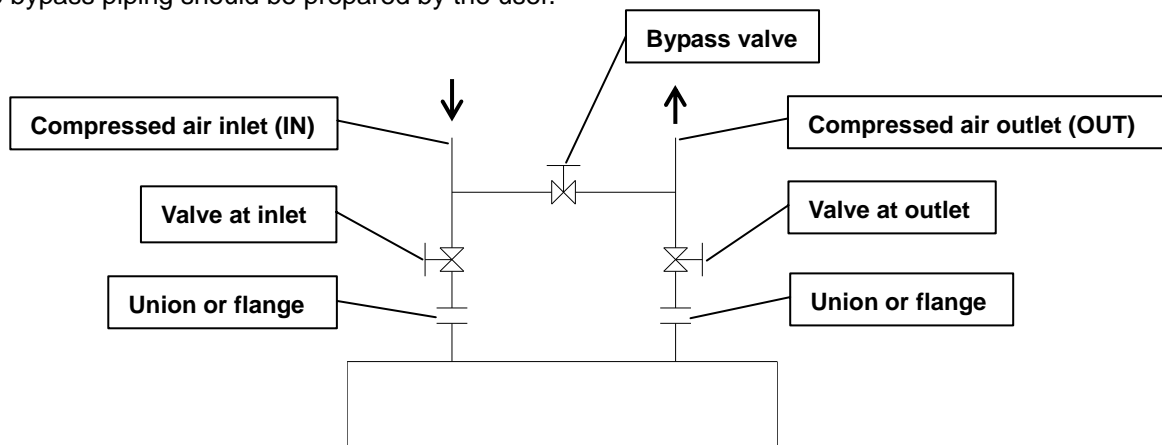 bypass piping should be prepared by the user.
Bypass valve
Compressed air inlet (IN)
Compressed air outlet (OUT)
Valve at inlet
Valve at outlet
Union or flange
Union or flange